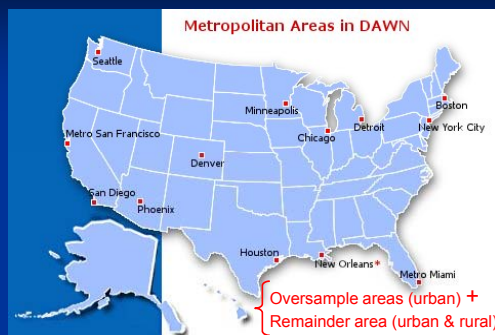 Metropolitan Areas in DAWN
Seattle
Minneapolis
Boston
Metro San Francisco
Chicago
Detroit
New York City
Denver
San Diego
Phoenix
Houston
New Orleans*
Metro Miami
Oversample areas (urban) +
Remainder area (urban & rural)